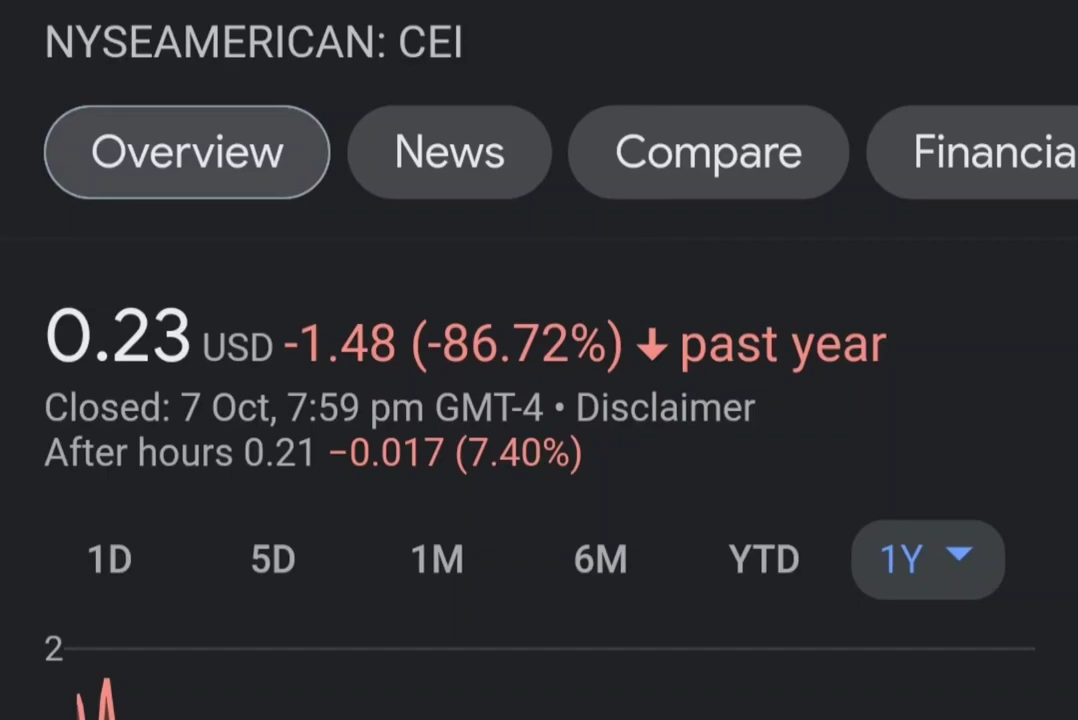 NYSEAMERICAN: CEI
Overview News Compare Financia
0.23 USD -1.48 (-86.72%) ↓ past year
Closed: 7 Oct, 7:59 pm GMT-4 • Disclaimer
After hours 0.21 −0.017 (7.40%)
1D 5D 1M 6M YTD 1Y
2